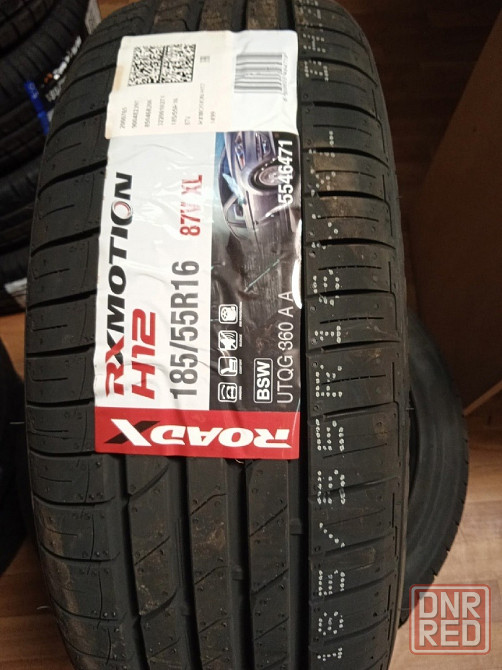 ROADX
RXMOTION
H12
185/55R16
87V XL
BSW
UTQG 360 A A
5546471
DNR
RED